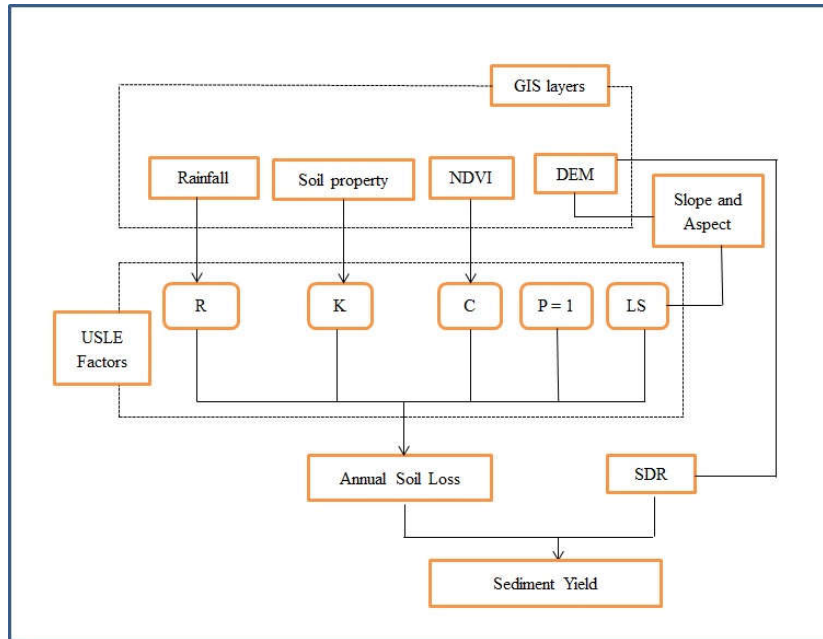 GIS layers
Rainfall
Soil property
NDVI
DEM
Slope and
Aspect
R
K
C
P = 1
LS
USLE
Factors
Annual Soil Loss
SDR
Sediment Yield